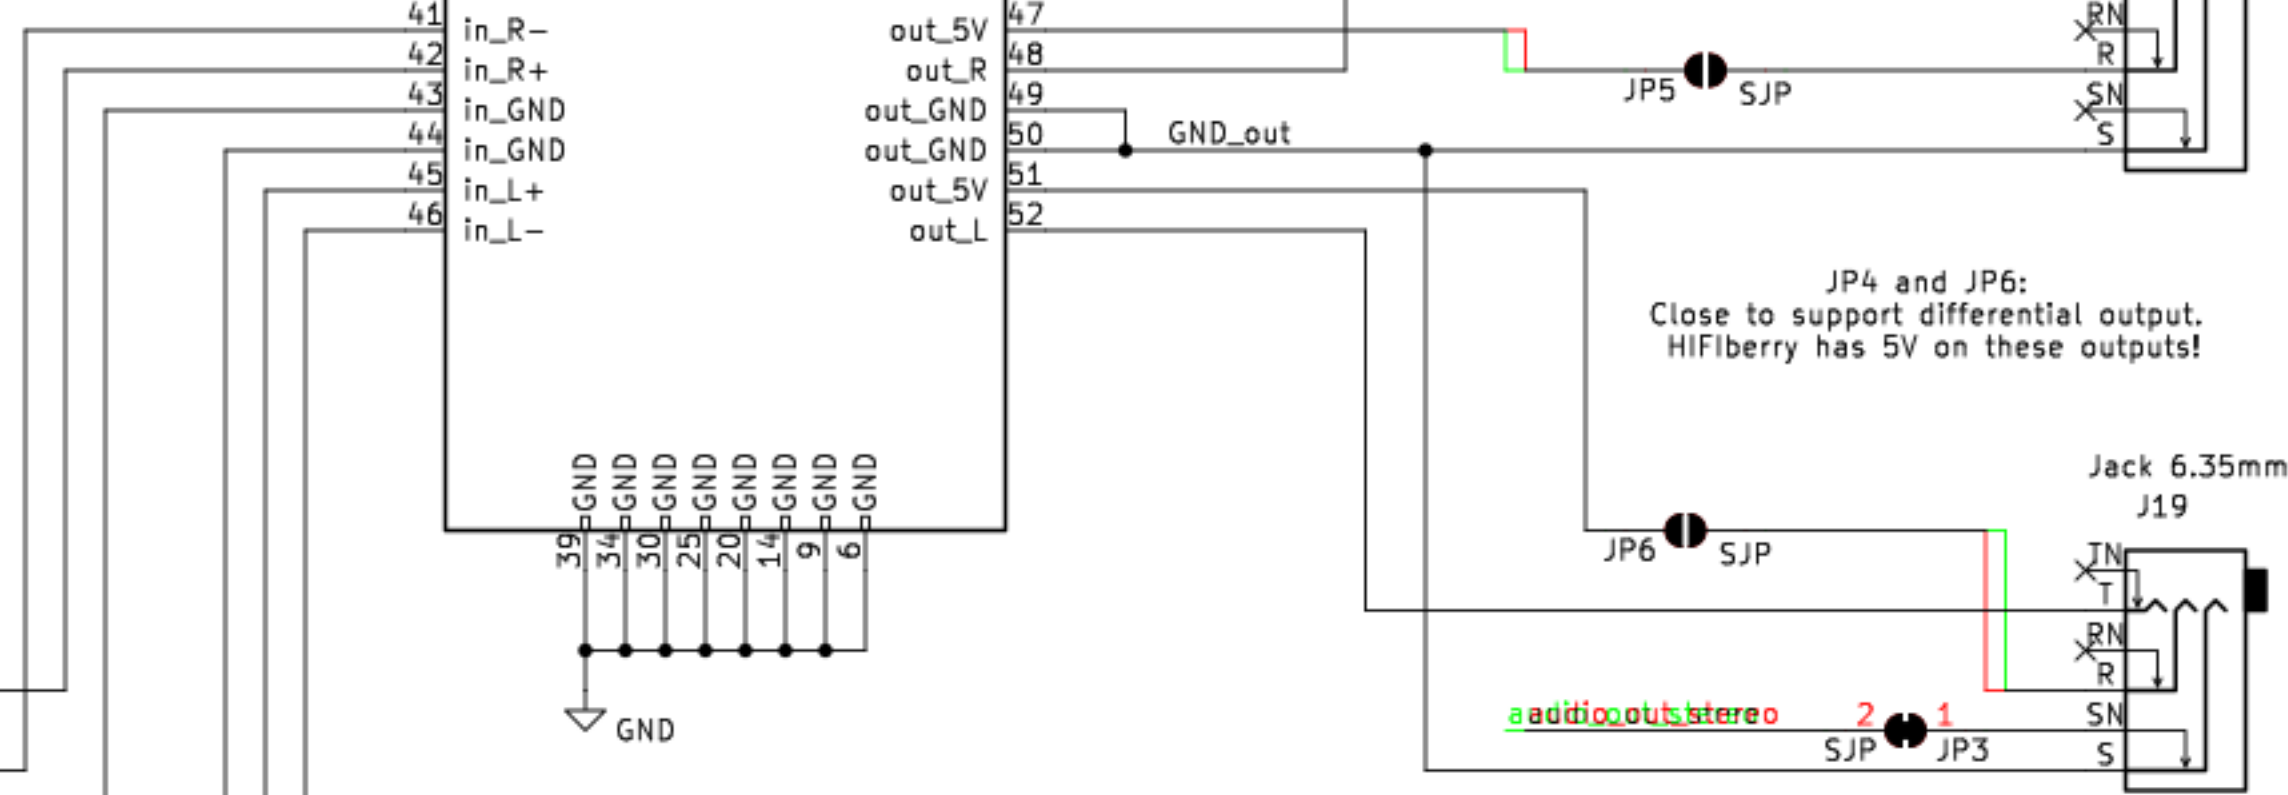 41 in_R-
42 in_R+
43 in_GND
44 in_GND
45 in_L+
46 in_L-
out_5V 47
out_R 48
out_GND 49
out_GND 50
out_5V 51
out_L 52
GND_out
JP5 SJP
RN
R
SN
S
JP4 and JP6:
Close to support differential output.
HIFIberry has 5V on these outputs!
GND GND GND GND GND GND GND GND
39 34 30 25 20 14 9 6
GND
JP6 SJP
Jack 6.35mm
J19
TN
T
RN
R
SN
S
audio_out_stereo
2 1
SJP JP3